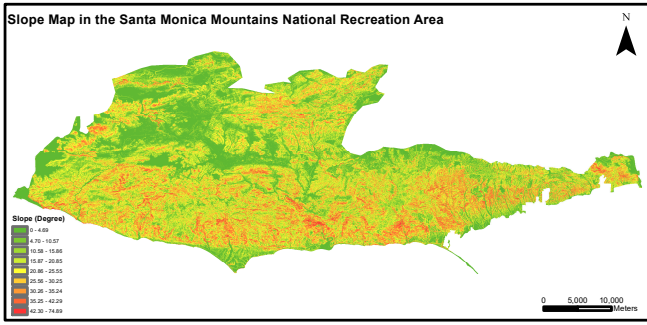 Slope Map in the Santa Monica Mountains National Recreation Area
N
Slope (Degree)
0 - 4.69
4.70 - 10.57
10.58 - 15.86
15.87 - 20.85
20.86 - 25.55
25.56 - 30.25
30.26 - 35.24
35.25 - 42.29
42.30 - 74.89
0 5,000 10,000
Meters